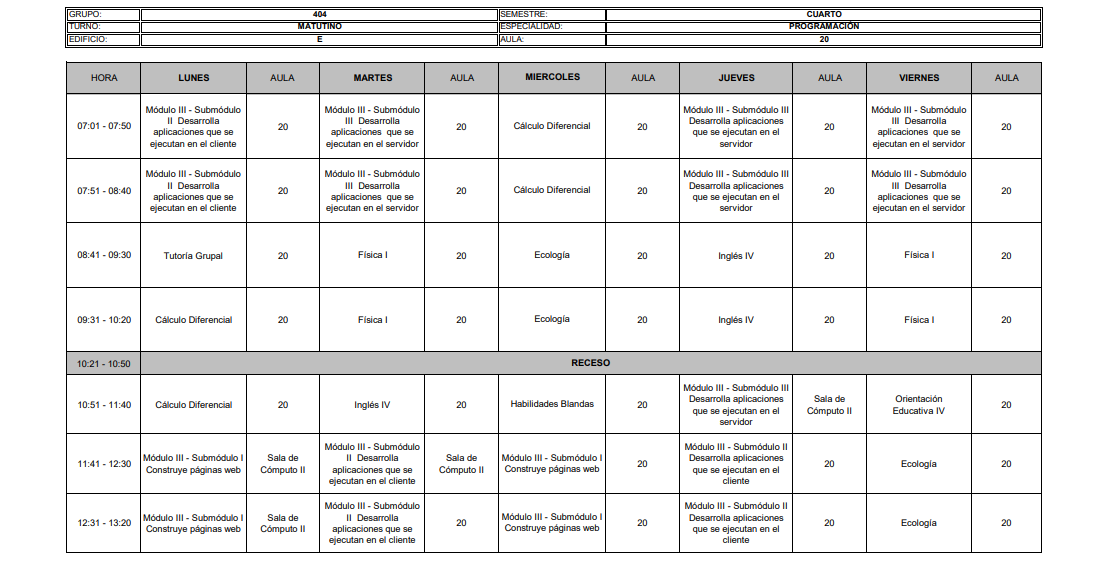 GRUPO: 404 SEMESTRE: CUARTO
TURNO: MATUTINO ESPECIALIDAD: PROGRAMACIÓN
EDIFICIO: E AULA: 20
HORA LUNES AULA MARTES AULA MIERCOLES AULA JUEVES AULA VIERNES AULA
07:01 - 07:50
Módulo III - Submódulo
II Desarrolla
aplicaciones que se
ejecutan en el cliente
20
Módulo III - Submódulo
III Desarrolla
aplicaciones que se
ejecutan en el servidor
20
Cálculo Diferencial
20
Módulo III - Submódulo III
Desarrolla aplicaciones
que se ejecutan en el
servidor
20
Módulo III - Submódulo
III Desarrolla
aplicaciones que se
ejecutan en el servidor
20
07:51 - 08:40
Módulo III - Submódulo
II Desarrolla
aplicaciones que se
ejecutan en el cliente
20
Módulo III - Submódulo
III Desarrolla
aplicaciones que se
ejecutan en el servidor
20
Cálculo Diferencial
20
Módulo III - Submódulo III
Desarrolla aplicaciones
que se ejecutan en el
servidor
20
Módulo III - Submódulo
III Desarrolla
aplicaciones que se
ejecutan en el servidor
20
08:41 - 09:30 Tutoría Grupal 20 Física I 20 Ecología 20 Inglés IV 20 Física I 20
09:31 - 10:20 Cálculo Diferencial 20 Física I 20 Ecología 20 Inglés IV 20 Física I 20
10:21 - 10:50 RECESO
10:51 - 11:40
Cálculo Diferencial
20
Inglés IV
20
Habilidades Blandas
20
Módulo III - Submódulo III
Desarrolla aplicaciones
que se ejecutan en el
servidor
Sala de
Cómputo II
Orientación
Educativa IV
20
11:41 - 12:30
Módulo III - Submódulo I
Construye páginas web
Sala de
Cómputo II
Módulo III - Submódulo
II Desarrolla
aplicaciones que se
ejecutan en el cliente
Sala de
Cómputo II
Módulo III - Submódulo I
Construye páginas web
20
Módulo III - Submódulo II
Desarrolla aplicaciones
que se ejecutan en el
cliente
20
Ecología
20
12:31 - 13:20
Módulo III - Submódulo I
Construye páginas web
Sala de
Cómputo II
Módulo III - Submódulo
II Desarrolla
aplicaciones que se
ejecutan en el cliente
20
Módulo III - Submódulo I
Construye páginas web
20
Módulo III - Submódulo II
Desarrolla aplicaciones
que se ejecutan en el
cliente
20
Ecología
20